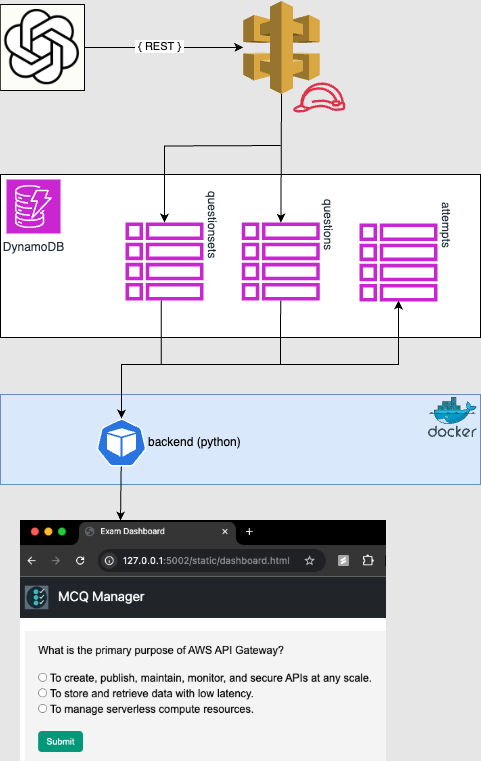 { REST }
questionsets
questions
attempts
DynamoDB
docker
backend (python)
Exam Dashboard
127.0.0.1:5002/static/dashboard.html
MCQ Manager
What is the primary purpose of AWS API Gateway?
To create, publish, maintain, monitor, and secure APIs at any scale.
To store and retrieve data with low latency.
To manage serverless compute resources.
Submit